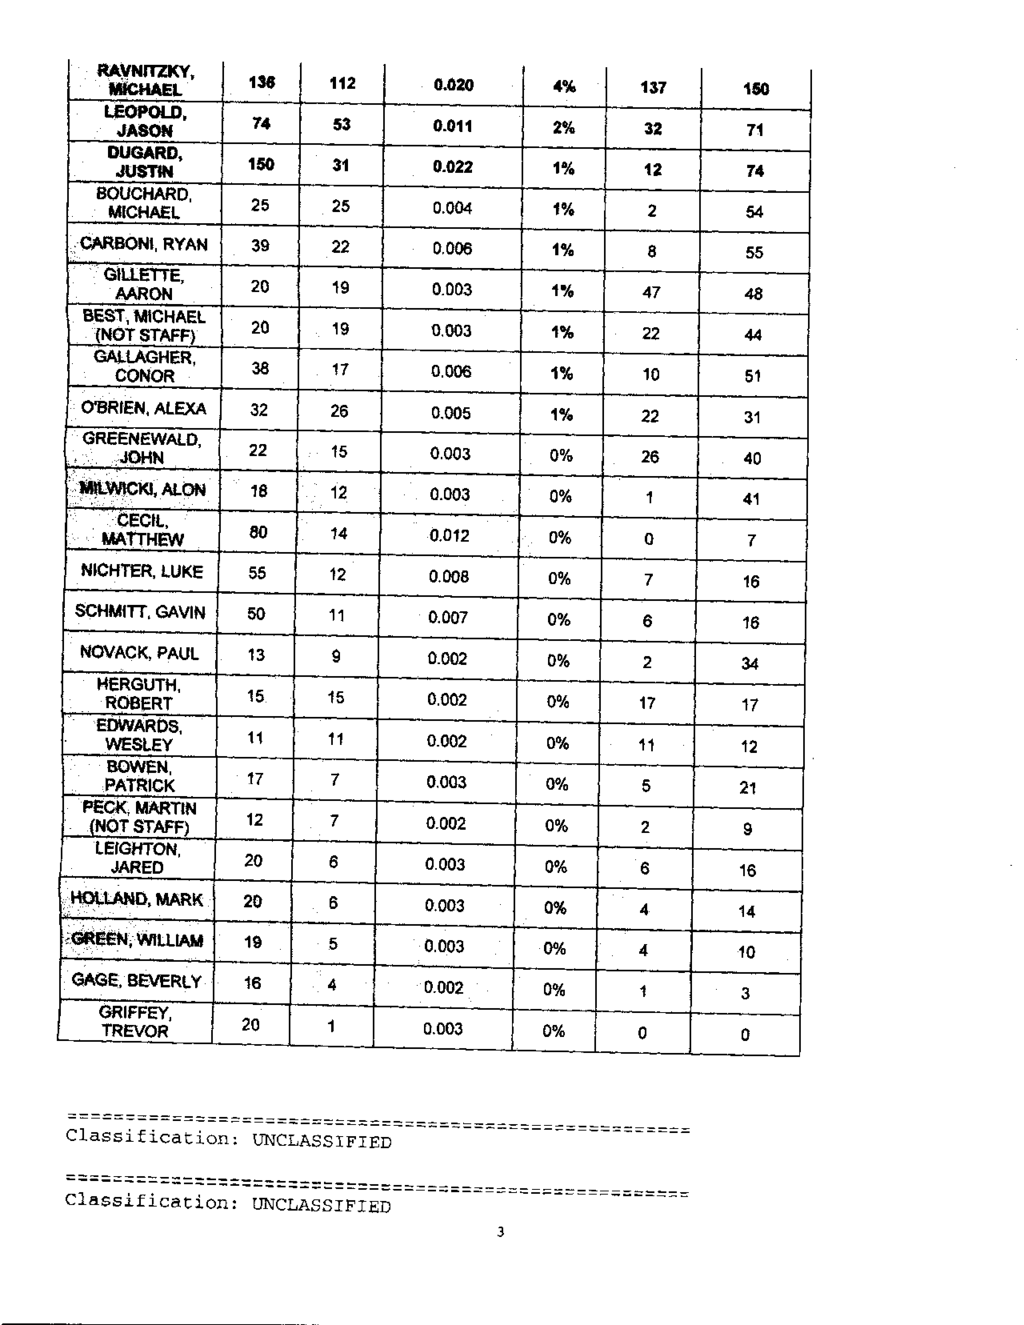 RAVNITZKY, MICHAEL 136 112 0.020 4% 137 150
LEOPOLD, JASON 74 53 0.011 2% 32 71
DUGARD, JUSTIN 150 31 0.022 1% 12 74
BOUCHARD, MICHAEL 25 25 0.004 1% 2 54
CARBONI, RYAN 39 22 0.006 1% 8 55
GILLETTE, AARON 20 19 0.003 1% 47 48
BEST, MICHAEL (NOT STAFF) 20 19 0.003 1% 22 44
GALLAGHER, CONOR 38 17 0.006 1% 10 51
O'BRIEN, ALEXA 32 26 0.005 1% 22 31
GREENEWALD, JOHN 22 15 0.003 0% 26 40
MILWICKI, ALON 18 12 0.003 0% 1 41
CECIL, MATTHEW 80 14 0.012 0% 0 7
NICHTER, LUKE 55 12 0.008 0% 7 16
SCHMITT, GAVIN 50 11 0.007 0% 6 16
NOVACK, PAUL 13 9 0.002 0% 2 34
HERGUTH, ROBERT 15 15 0.002 0% 17 17
EDWARDS, WESLEY 11 11 0.002 0% 11 12
BOWEN, PATRICK 17 7 0.003 0% 5 21
PECK, MARTIN (NOT STAFF) 12 7 0.002 0% 2 9
LEIGHTON, JARED 20 6 0.003 0% 6 16
HOLLAND, MARK 20 6 0.003 0% 4 14
GREEN, WILLIAM 19 5 0.003 0% 4 10
GAGE, BEVERLY 16 4 0.002 0% 1 3
GRIFFEY, TREVOR 20 1 0.003 0% 0 0
======================================================
Classification: UNCLASSIFIED
======================================================
Classification: UNCLASSIFIED
3